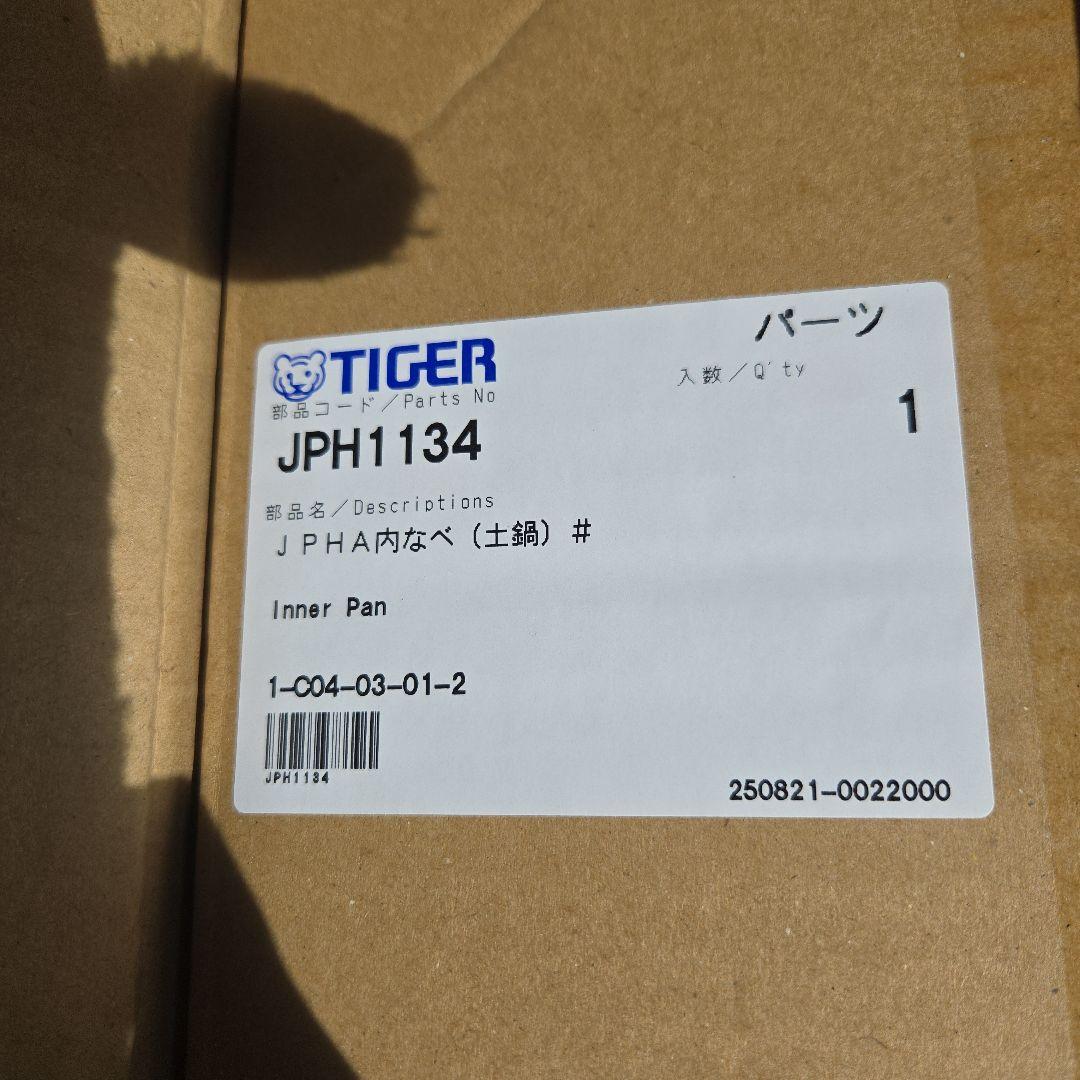 パーツ
TIGER
部品コード／Parts No
入数／Q'ty
JPH1134
1
部品名／Descriptions
ＪＰＨＡ内なべ（土鍋）＃
Inner Pan
1-C04-03-01-2
JPH1134
250821-0022000